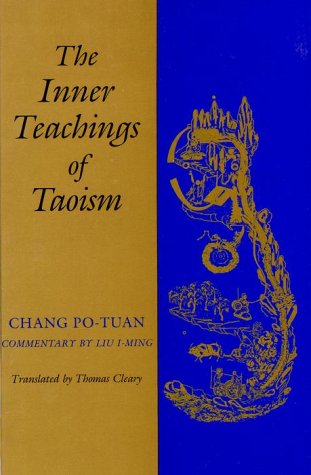 The
Inner
Teachings
of
Taoism
CHANG PO-TUAN
COMMENTARY BY LIU I-MING
Translated by Thomas Cleary